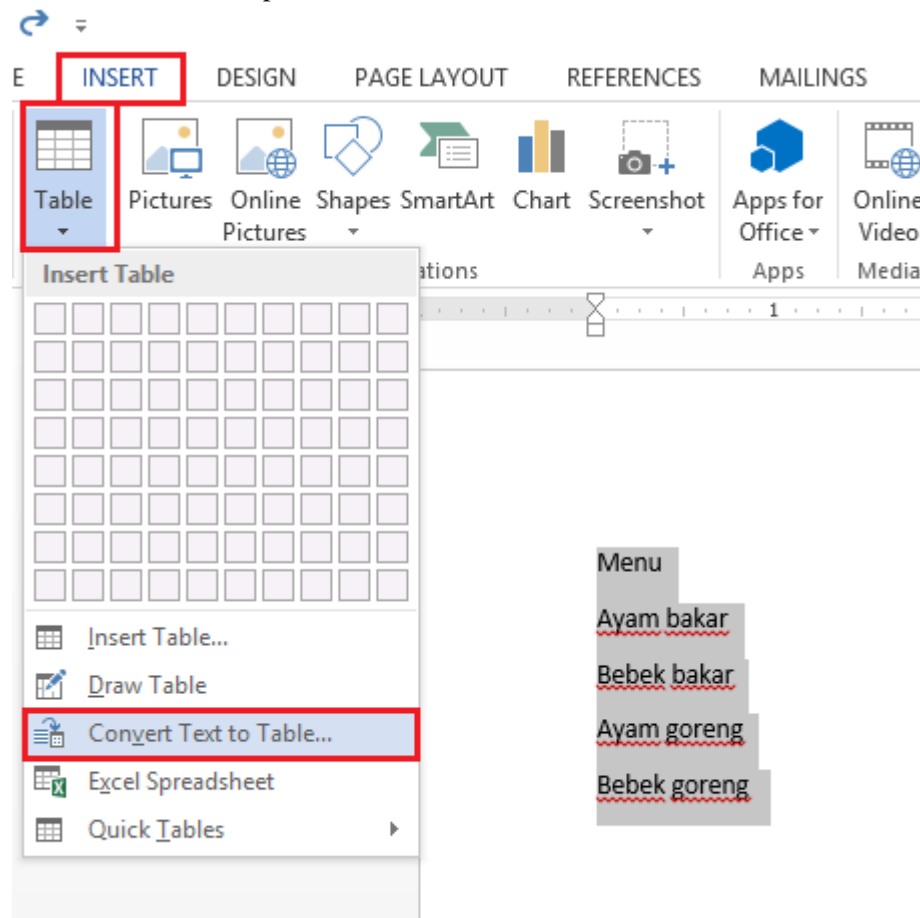 E INSERT DESIGN PAGE LAYOUT REFERENCES MAILINGS
Table Pictures Online Shapes SmartArt Chart Screenshot Apps for Online
Pictures Office Video
Insert Table
Apps Media
1
Menu
Ayam bakar
Insert Table...
Bebek bakar
Draw Table
Ayam goreng
Convert Text to Table...
Bebek goreng
Excel Spreadsheet
Quick Tables